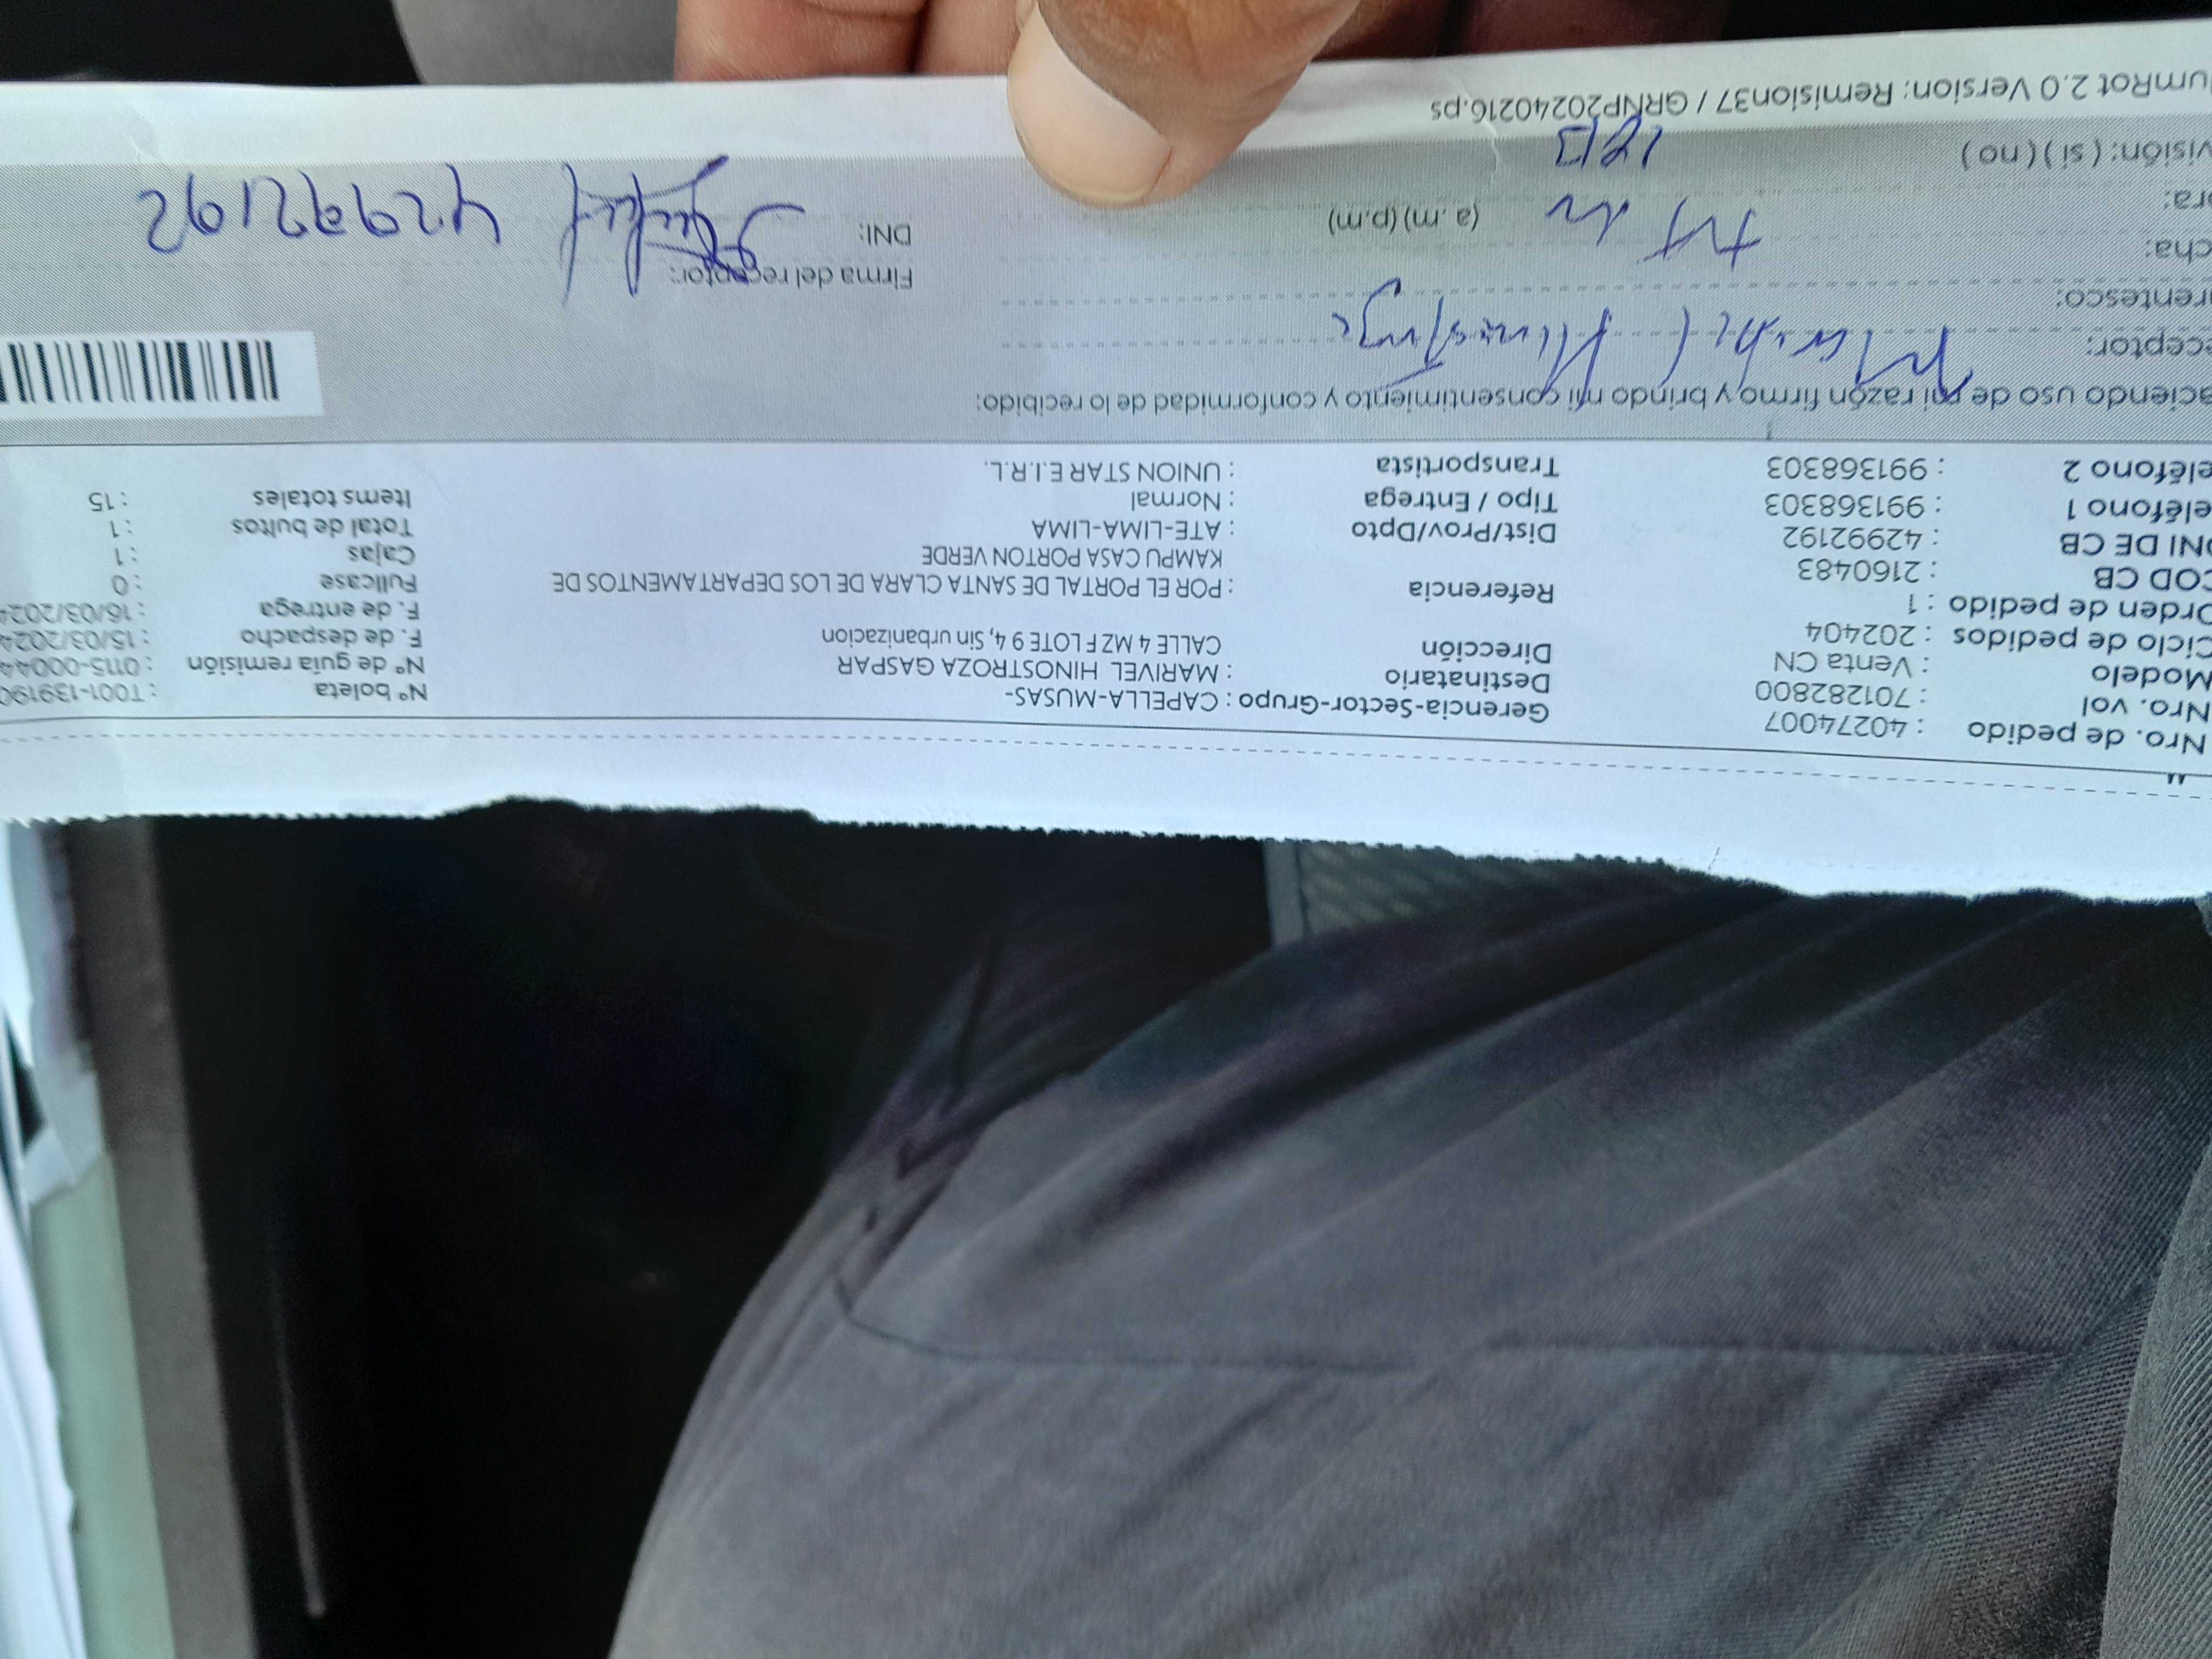 Nro. de pedido : 40274007
Nro. vol : 701282800
Modelo : Venta CN
Ciclo de pedidos : 202404
Orden de pedido : 1
COD CB : 2160483
DNI DE CB : 42992192
eléfono 1 : 991368303
eléfono 2 : 991368303
Gerencia-Sector-Grupo : CAPELLA-MUSAS-
Destinatario : MARIVEL HINOSTROZA GASPAR
Dirección CALLE 4 MZ F LOTE 9 4, Sin urbanizacion
Referencia : POR EL PORTAL DE SANTA CLARA DE LOS DEPARTAMENTOS DE
KAMPU CASA PORTON VERDE
Dist/Prov/Dpto : ATE-LIMA-LIMA
Tipo / Entrega : Normal
Transportista : UNION STAR E.I.R.L.
Nº boleta : T001-139190
Nº de guía remisión : 0115-00044
F. de despacho : 15/03/2024
F. de entrega : 16/03/2024
Fullcase : 0
Cajas : 1
Total de bultos : 1
Items totales : 15
aciendo uso de mi razón firmo y brindo mi consentimiento y conformidad de lo recibido:
ceptor:
rentesco:
cha:
ora: (a. m) (p.m)
visión: ( si ) ( no )
Firma del receptor:
DNI: 42992192
umRot 2.0 Version: Remision37 / GRNP20240216.ps